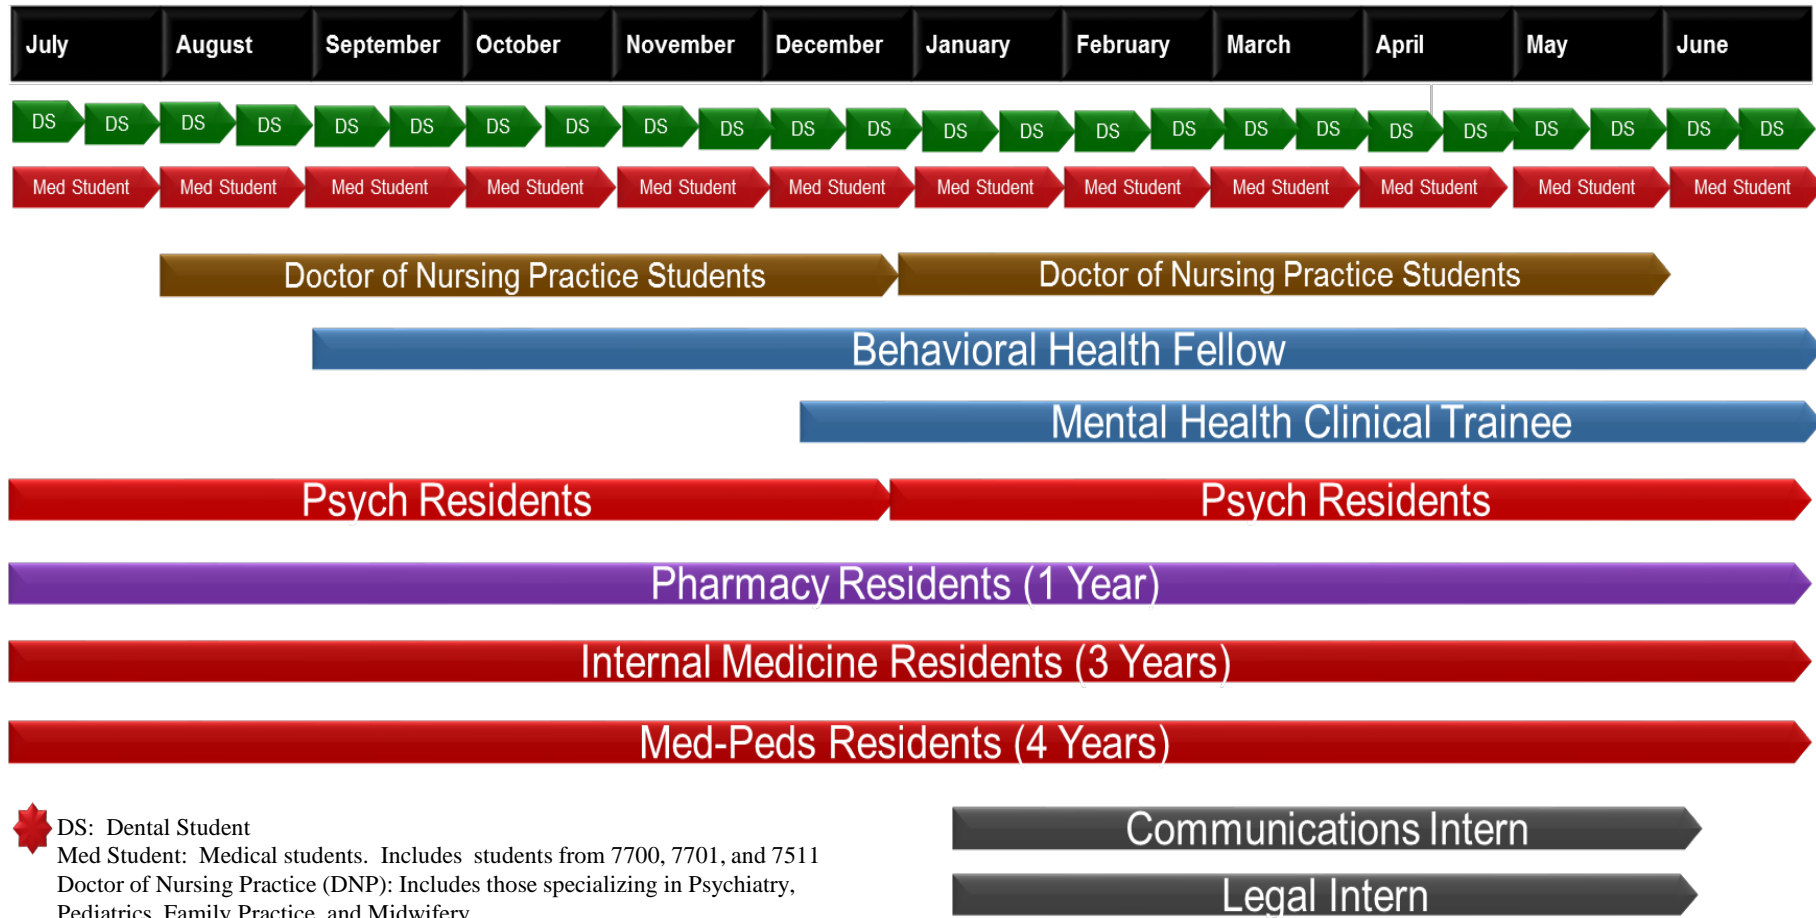 July August September October November December January February March April May June
DS DS DS DS DS DS DS DS DS DS DS DS DS DS DS DS DS DS DS DS DS DS DS DS
Med Student Med Student Med Student Med Student Med Student Med Student Med Student Med Student Med Student Med Student Med Student Med Student
Doctor of Nursing Practice Students Doctor of Nursing Practice Students
Behavioral Health Fellow
Mental Health Clinical Trainee
Psych Residents Psych Residents
Pharmacy Residents (1 Year)
Internal Medicine Residents (3 Years)
Med-Peds Residents (4 Years)
DS: Dental Student
Med Student: Medical students. Includes students from 7700, 7701, and 7511
Doctor of Nursing Practice (DNP): Includes those specializing in Psychiatry,
Pediatrics, Family Practice, and Midwifery
Communications Intern
Legal Intern